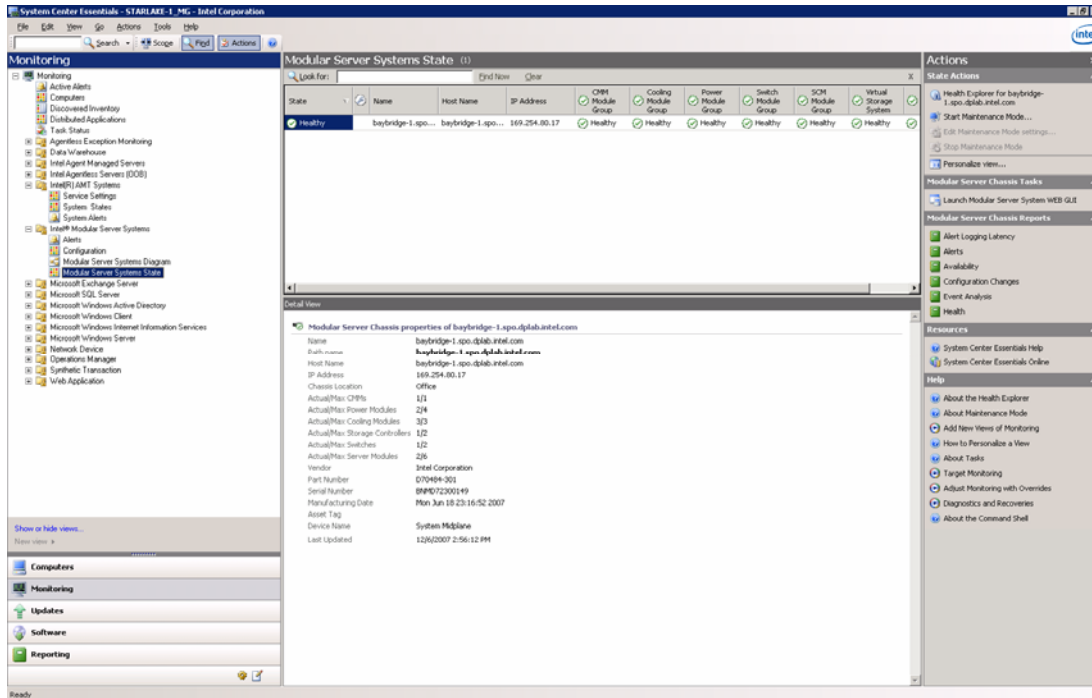 System Center Essentials - STARLAKE-1_MG - Intel Corporation
File Edit View Go Actions Tools Help
Search Scope Find Actions
Monitoring
Monitoring
Active Alerts
Computers
Discovered Inventory
Distributed Applications
Task Status
Agentless Exception Monitoring
Data Warehouse
Intel Agent Managed Servers
Intel Agentless Servers (OOB)
Intel(R) AMT Systems
Service Settings
System States
System Alerts
Intel® Modular Server Systems
Alerts
Configuration
Modular Server Systems Diagram
Modular Server Systems State
Microsoft Exchange Server
Microsoft SQL Server
Microsoft Windows Active Directory
Microsoft Windows Client
Microsoft Windows Internet Information Services
Microsoft Windows Server
Network Device
Operations Manager
Synthetic Transaction
Web Application
Show or hide views...
New view
Computers
Monitoring
Updates
Software
Reporting
Ready
Modular Server Systems State (1)
Look for: Find Now Clear X
State Name Host Name IP Address CMM Module Group Cooling Module Group Power Module Group Switch Module Group SCM Module Group Virtual Storage System
Healthy baybridge-1.spo... baybridge-1.spo... 169.254.80.17 Healthy Healthy Healthy Healthy Healthy Healthy
Detail View
Modular Server Chassis properties of baybridge-1.spo.dplab.intel.com
Name baybridge-1.spo.dplab.intel.com
Path name baybridge-1.spo.dplab.intel.com
Host Name baybridge-1.spo.dplab.intel.com
IP Address 169.254.80.17
Chassis Location Office
Actual/Max CMMs 1/1
Actual/Max Power Modules 2/4
Actual/Max Cooling Modules 3/3
Actual/Max Storage Controllers 1/2
Actual/Max Switches 1/2
Actual/Max Server Modules 2/6
Vendor Intel Corporation
Part Number D70484-301
Serial Number BNMD72300149
Manufacturing Date Mon Jun 18 23:16:52 2007
Asset Tag
Device Name System Midplane
Last Updated 12/6/2007 2:56:12 PM
Actions
State Actions
Health Explorer for baybridge-
1.spo.dplab.intel.com
Start Maintenance Mode...
Edit Maintenance Mode settings...
Stop Maintenance Mode
Personalize view...
Modular Server Chassis Tasks
Launch Modular Server System WEB GUI
Modular Server Chassis Reports
Alert Logging Latency
Alerts
Availability
Configuration Changes
Event Analysis
Health
Resources
System Center Essentials Help
System Center Essentials Online
Help
About the Health Explorer
About Maintenance Mode
Add New Views of Monitoring
How to Personalize a View
About Tasks
Target Monitoring
Adjust Monitoring with Overrides
Diagnostics and Recoveries
About the Command Shell